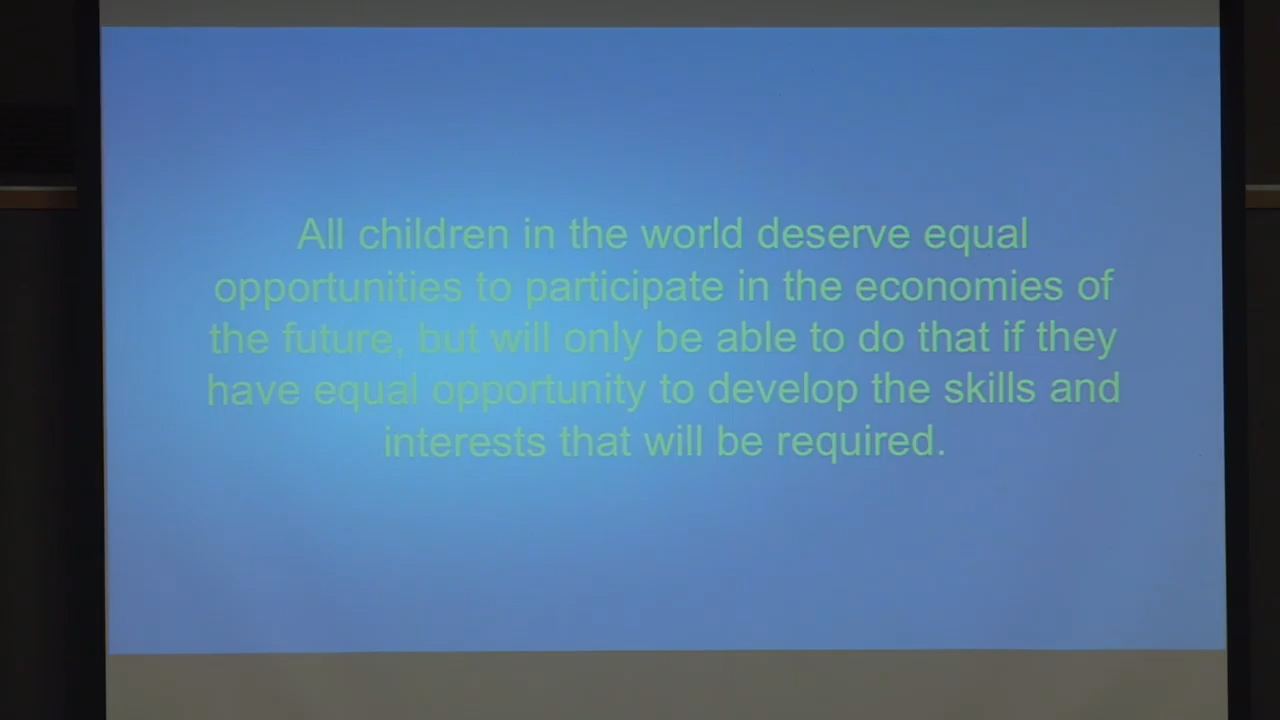 All children in the world deserve equal
opportunities to participate in the economies of
the future, but will only be able to do that if they
have equal opportunity to develop the skills and
interests that will be required.